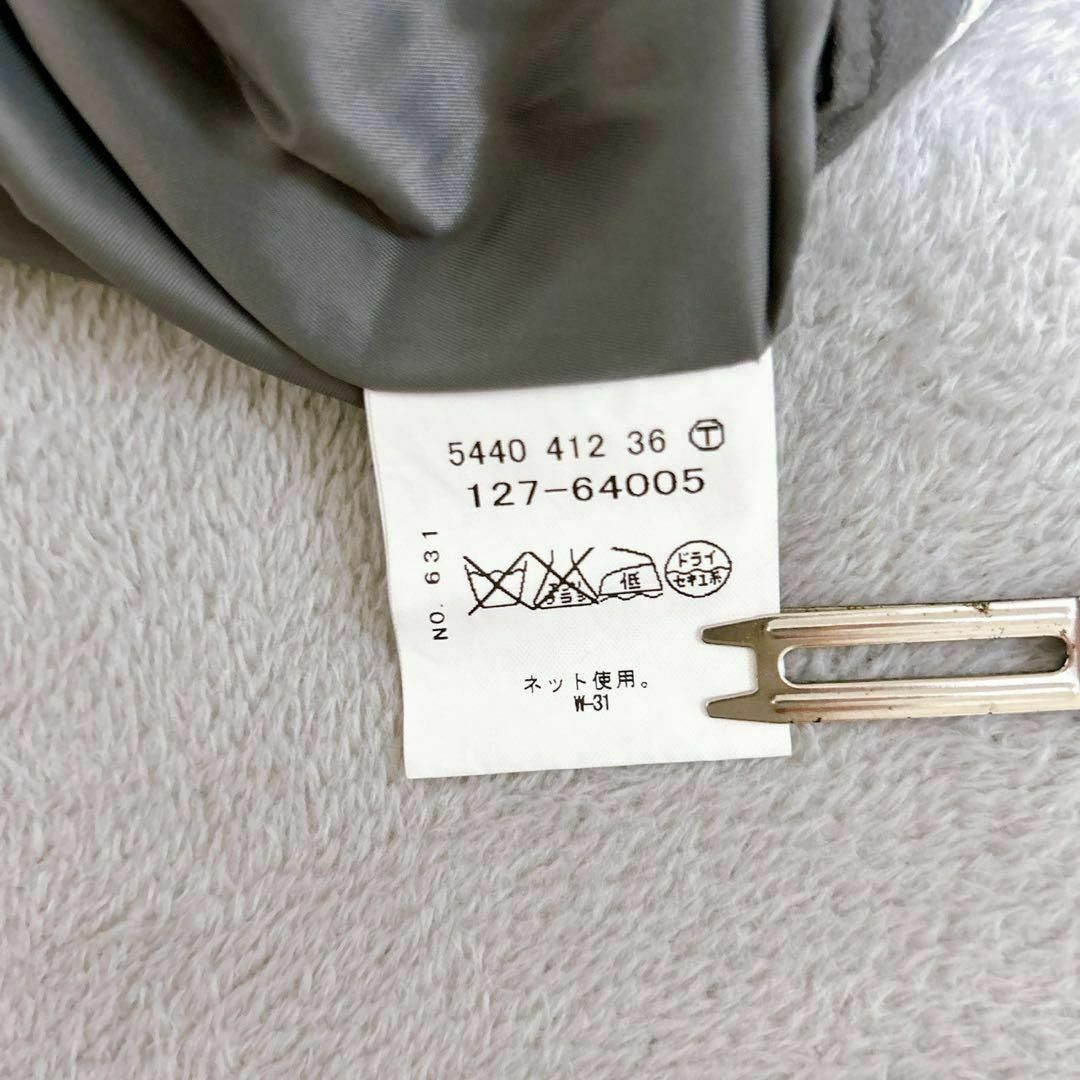 5440 412 36 Ⓣ
127-64005
NO. 631
低
ドライ
セキユ系
ネット使用。
W-31